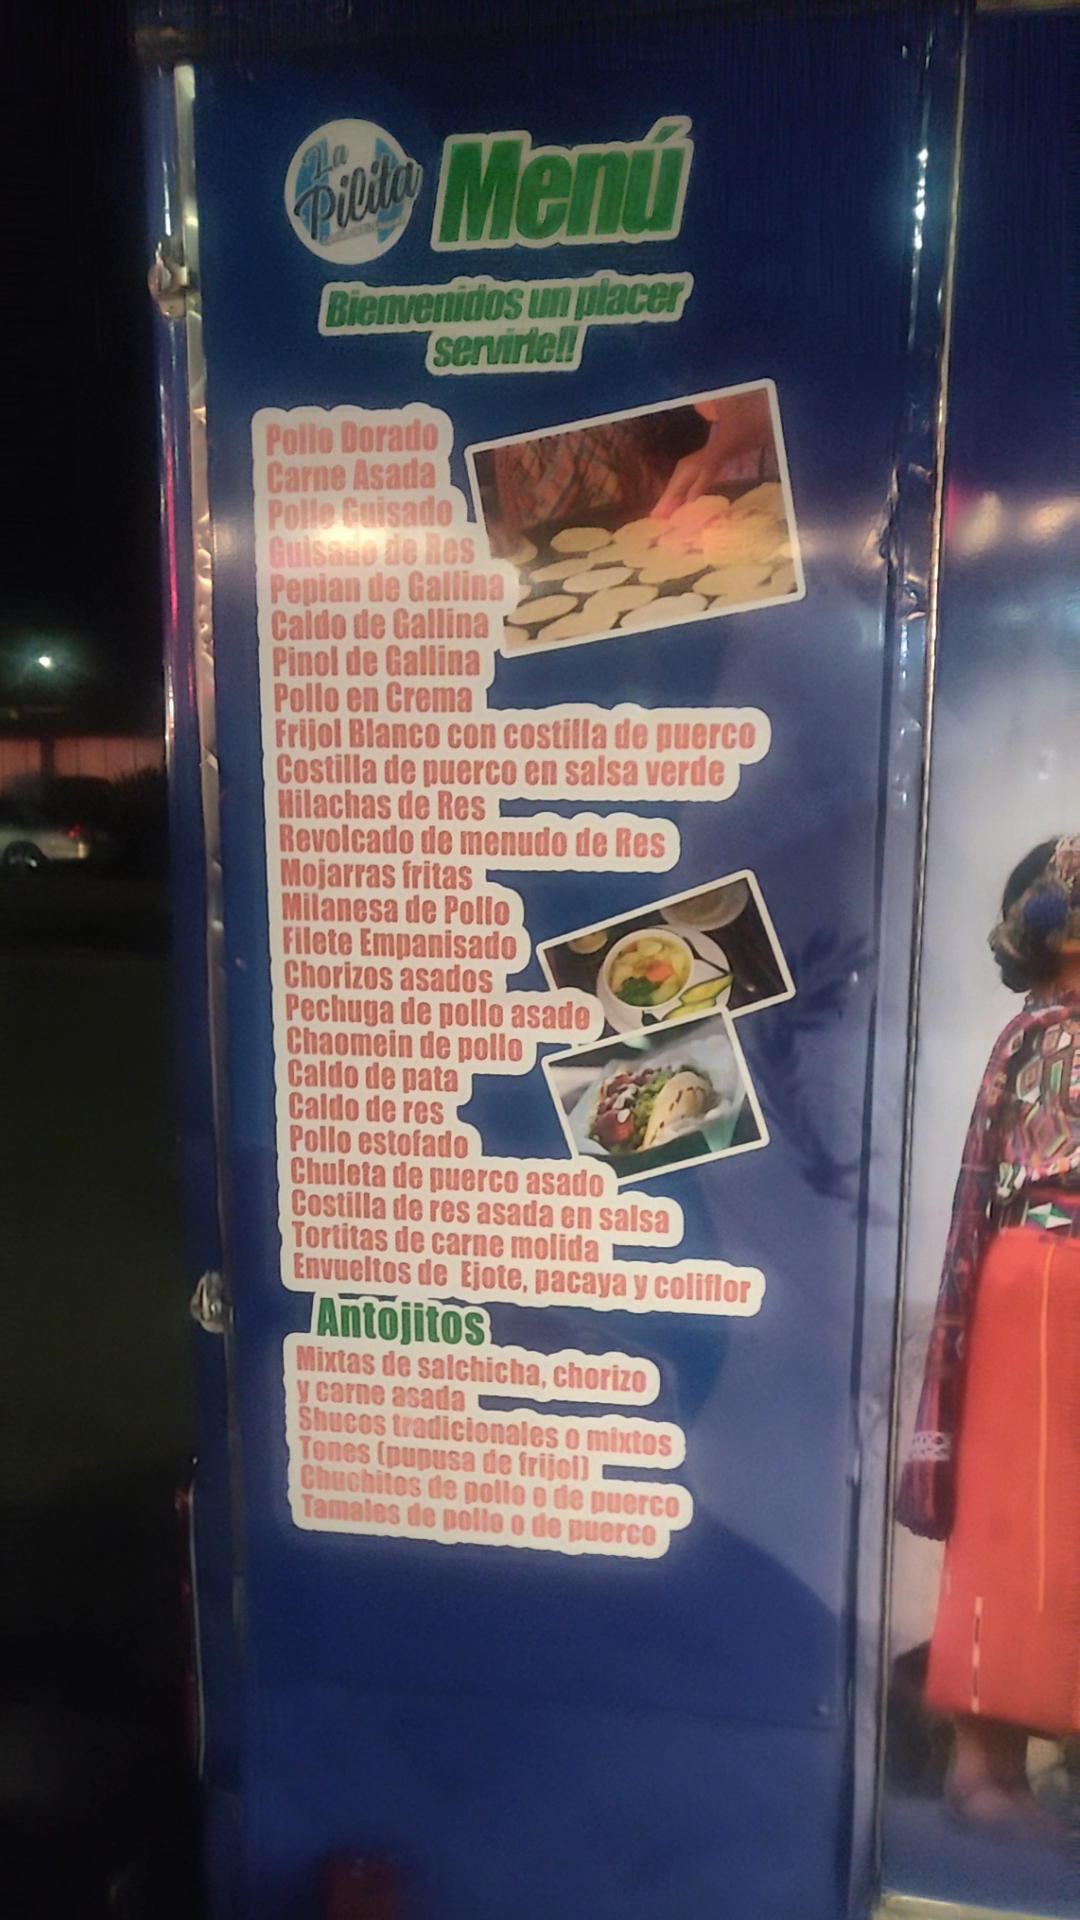 La
Pilita
Menú
Bienvenidos un placer
servirle!!
Pollo Dorado
Carne Asada
Pollo Guisado
Guisado de Res
Pepian de Gallina
Caldo de Gallina
Pinol de Gallina
Pollo en Crema
Frijol Blanco con costilla de puerco
Costilla de puerco en salsa verde
Hilachas de Res
Revolcado de menudo de Res
Mojarras fritas
Milanesa de Pollo
Filete Empanisado
Chorizos asados
Pechuga de pollo asado
Chaomein de pollo
Caldo de pata
Caldo de res
Pollo estofado
Chuleta de puerco asado
Costilla de res asada en salsa
Tortitas de carne molida
Envueltos de Ejote, pacaya y coliflor
Antojitos
Mixtas de salchicha, chorizo
y carne asada
Shucos tradicionales o mixtos
Tones (pupusa de frijol)
Chuchitos de pollo o de puerco
Tamales de pollo o de puerco